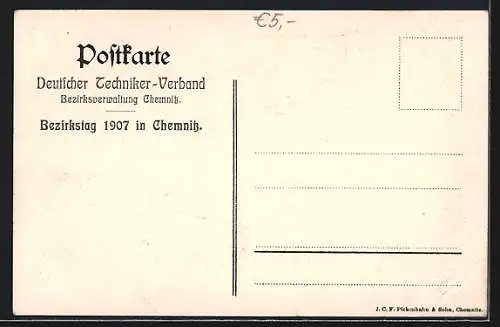 €5,-
Poſtkarte
Deutſcher Techniker-Verband
Bezirksverwaltung Chemnitz.
Bezirkstag 1907 in Chemnitz.
J. C. F. Pickenhahn & Sohn, Chemnitz.